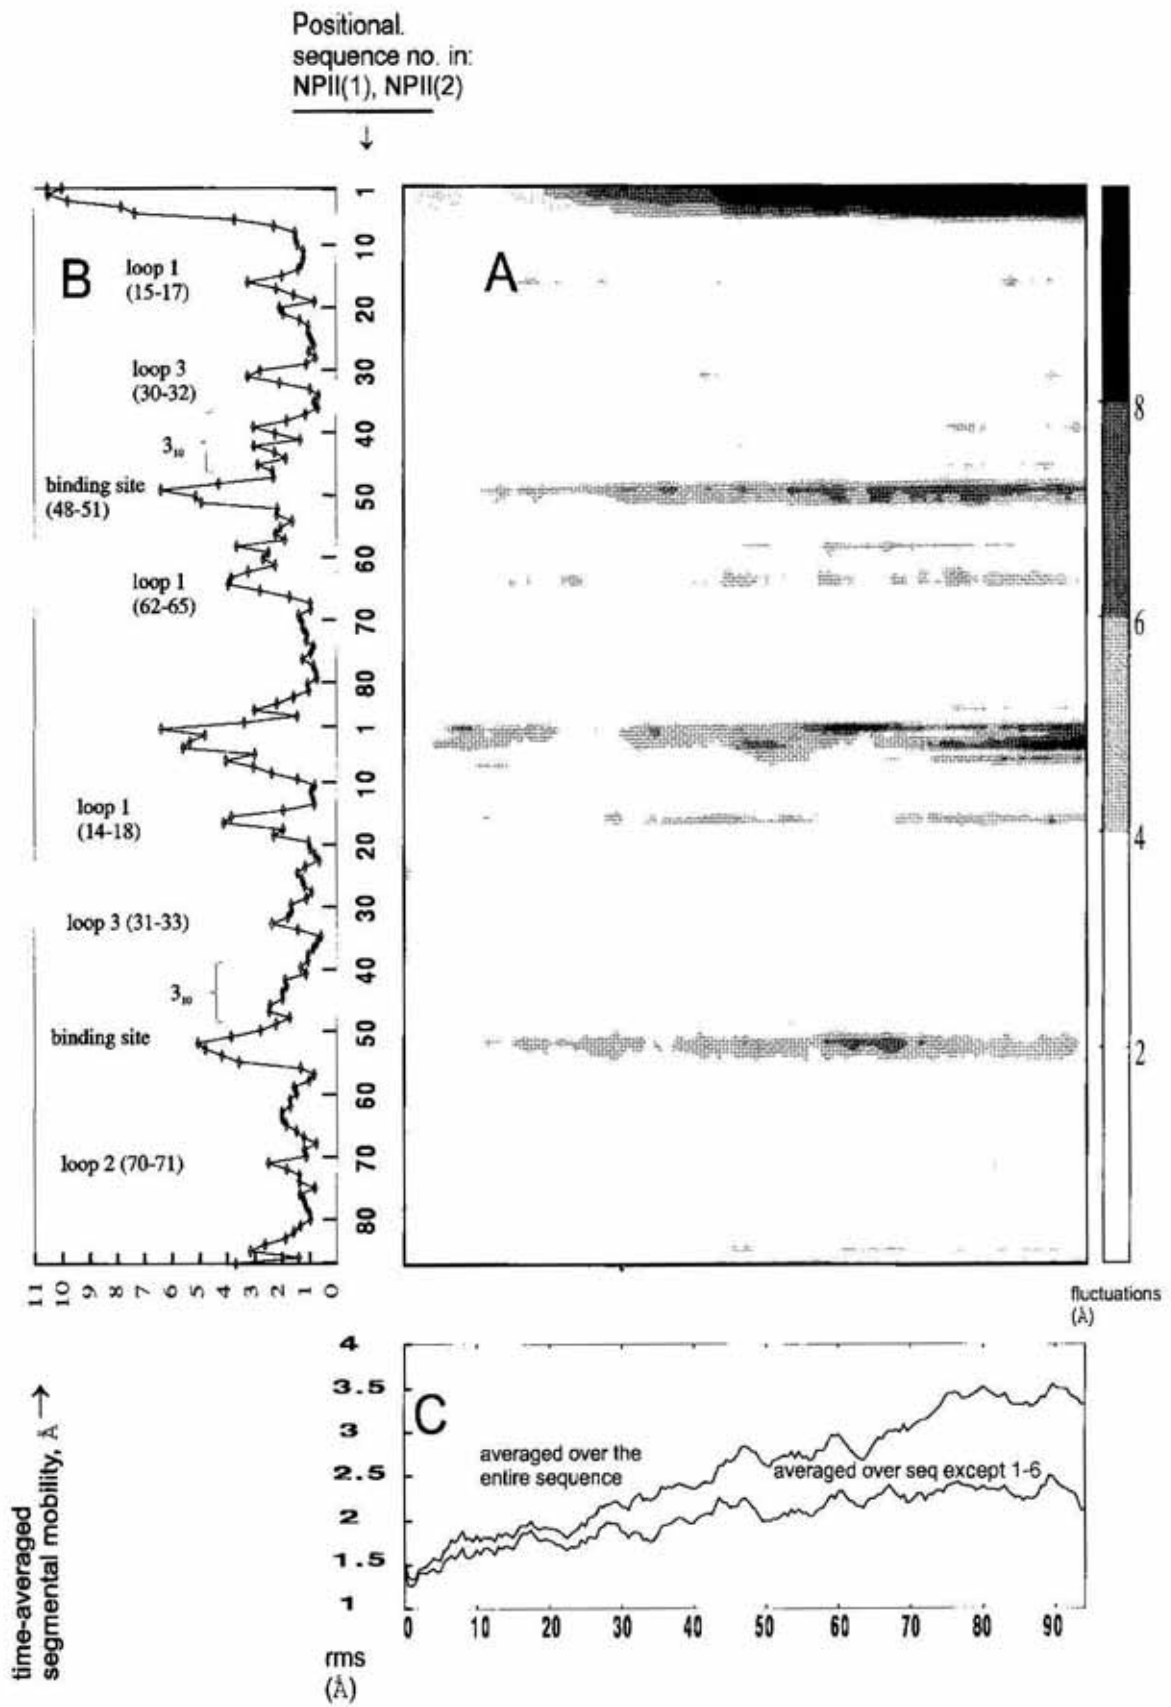 Positional.
sequence no. in:
NPII(1), NPII(2)
↓
B
A
loop 1
(15-17)
loop 3
(30-32)
3₁₀
binding site
(48-51)
loop 1
(62-65)
loop 1
(14-18)
loop 3 (31-33)
3₁₀
binding site
loop 2 (70-71)
1
10
20
30
40
50
60
70
80
1
10
20
30
40
50
60
70
80
8
6
4
2
fluctuations
(Å)
11 10 9 8 7 6 5 4 3 2 1 0
time-averaged
segmental mobility, Å →
4
3.5
3
2.5
2
1.5
1
C
averaged over the
entire sequence
averaged over seq except 1-6
0 10 20 30 40 50 60 70 80 90
rms
(Å)